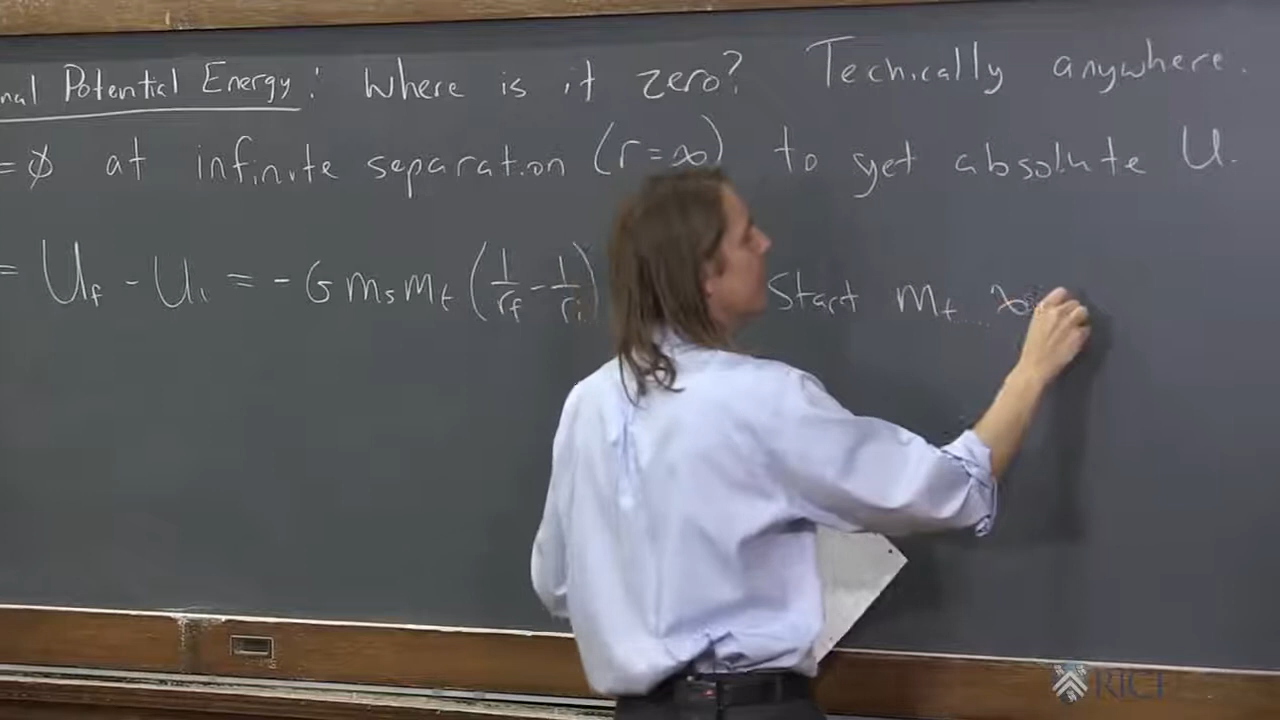 nal Potential Energy: Where is it zero? Techically anywhere.
=∅ at infinite separation (r=∞) to get absolute U.
= U_f - U_i = -G m_s m_t (1/r_f - 1/r_i) Start m_t
RICE